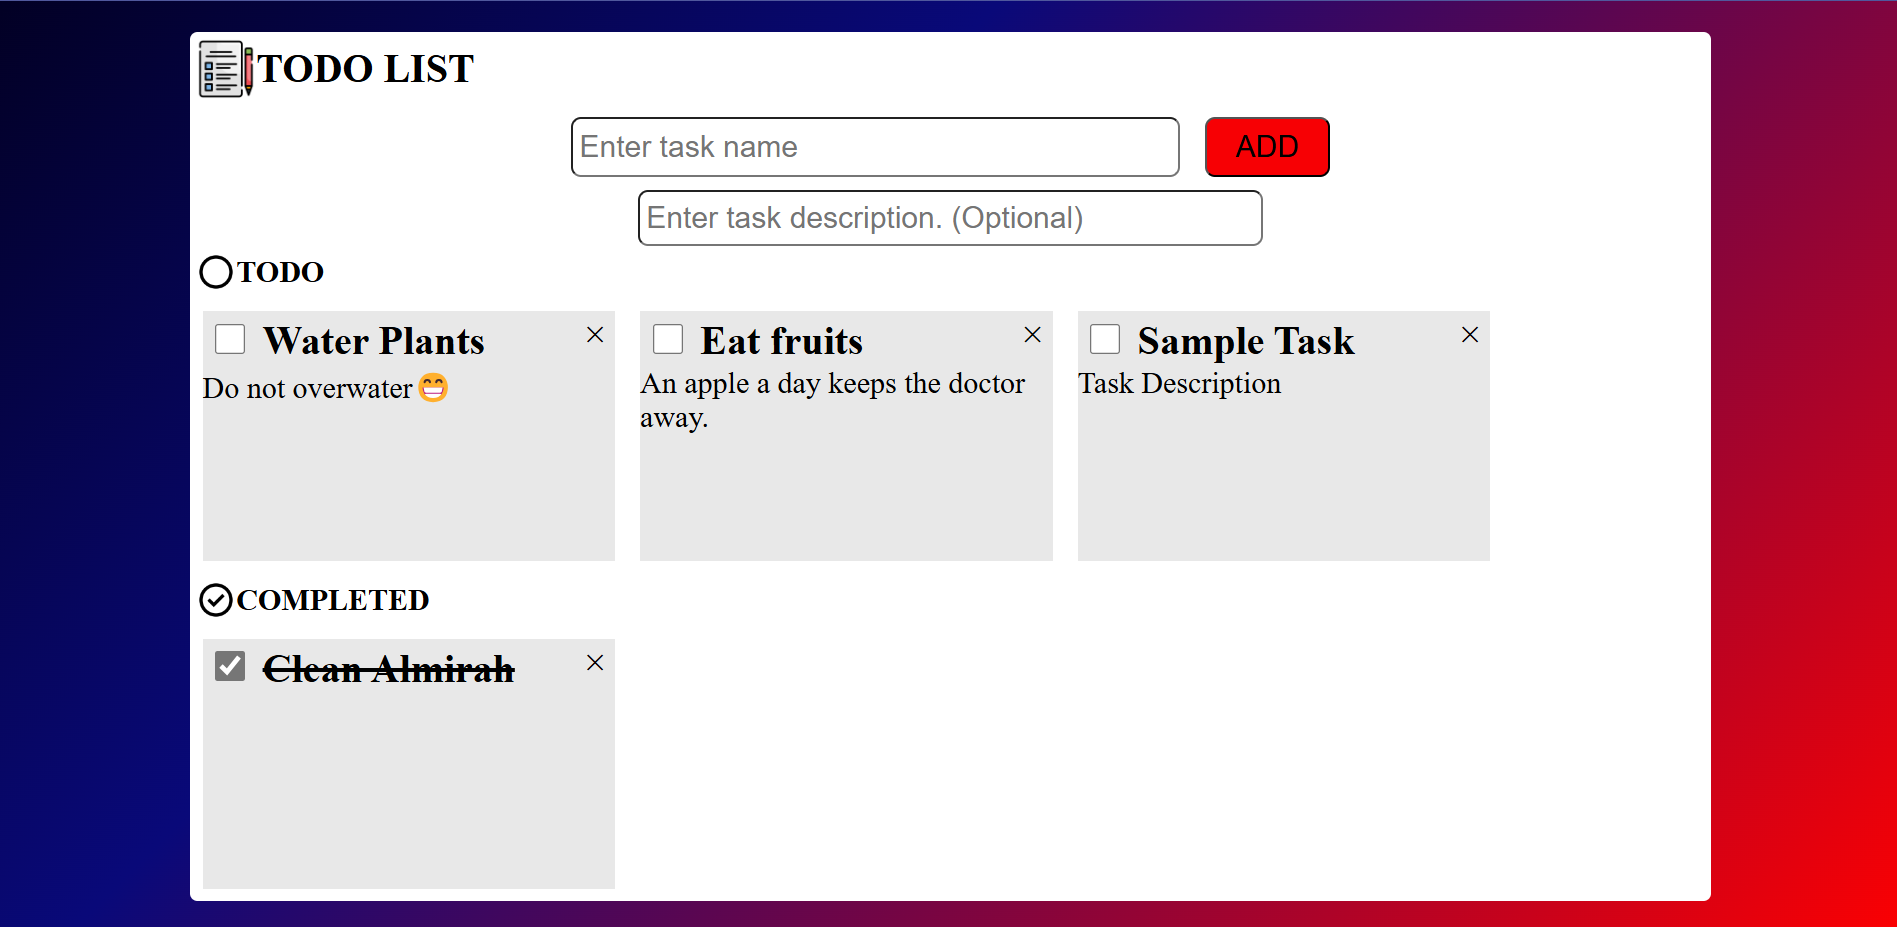 TODO LIST
Enter task name
ADD
Enter task description. (Optional)
TODO
Water Plants
Do not overwater😁
Eat fruits
An apple a day keeps the doctor
away.
Sample Task
Task Description
COMPLETED
Clean Almirah